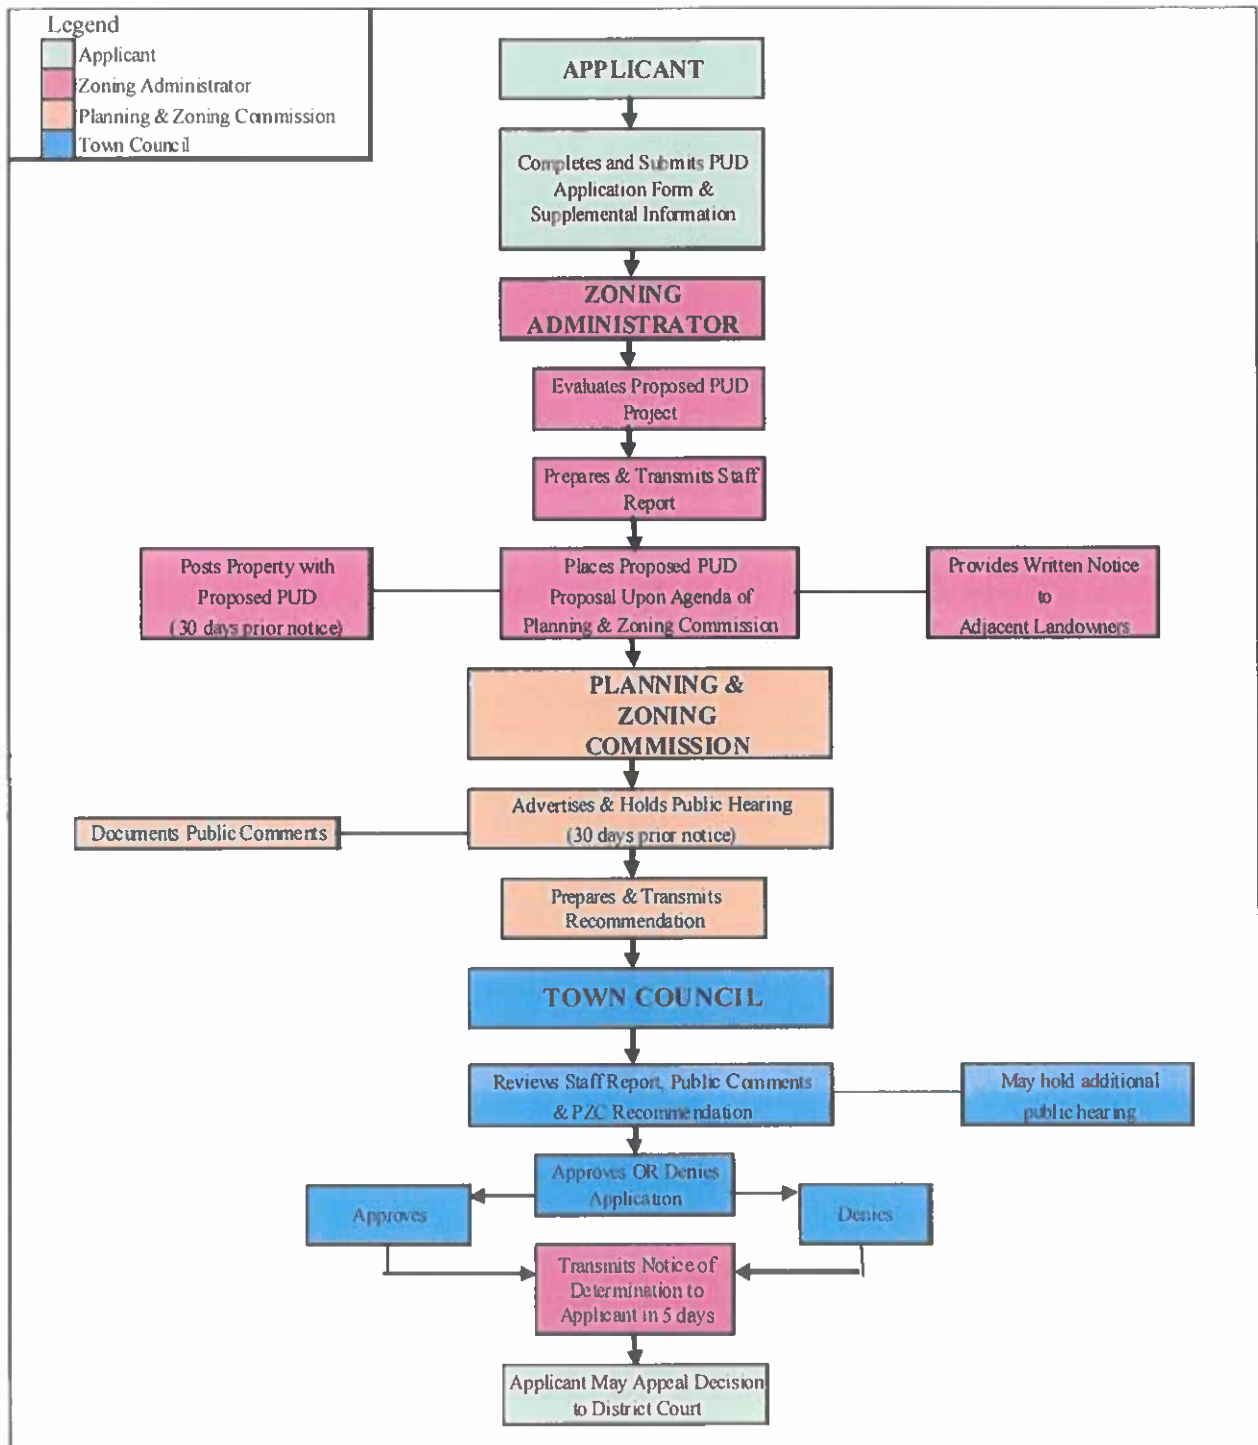 Legend
Applicant
Zoning Administrator
Planning & Zoning Commission
Town Council
APPLICANT
Completes and Submits PUD
Application Form &
Supplemental Information
ZONING
ADMINISTRATOR
Evaluates Proposed PUD
Project
Prepares & Transmits Staff
Report
Posts Property with
Proposed PUD
(30 days prior notice)
Places Proposed PUD
Proposal Upon Agenda of
Planning & Zoning Commission
Provides Written Notice
to
Adjacent Landowners
PLANNING &
ZONING
COMMISSION
Advertises & Holds Public Hearing
(30 days prior notice)
Documents Public Comments
Prepares & Transmits
Recommendation
TOWN COUNCIL
Reviews Staff Report, Public Comments
& PZC Recommendation
May hold additional
public hearing
Approves OR Denies
Application
Approves
Denies
Transmits Notice of
Determination to
Applicant in 5 days
Applicant May Appeal Decision
to District Court